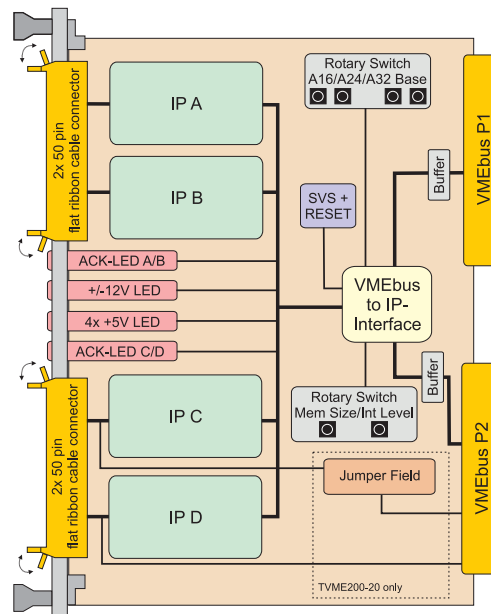 Rotary Switch
A16/A24/A32 Base
2x 50 pin
flat ribbon cable connector
IP A
VMEbus P1
Buffer
IP B
SVS +
RESET
ACK-LED A/B
+/-12V LED
4x +5V LED
ACK-LED C/D
VMEbus
to IP-
Interface
Buffer
2x 50 pin
flat ribbon cable connector
IP C
Rotary Switch
Mem Size/Int Level
VMEbus P2
Jumper Field
IP D
TVME200-20 only